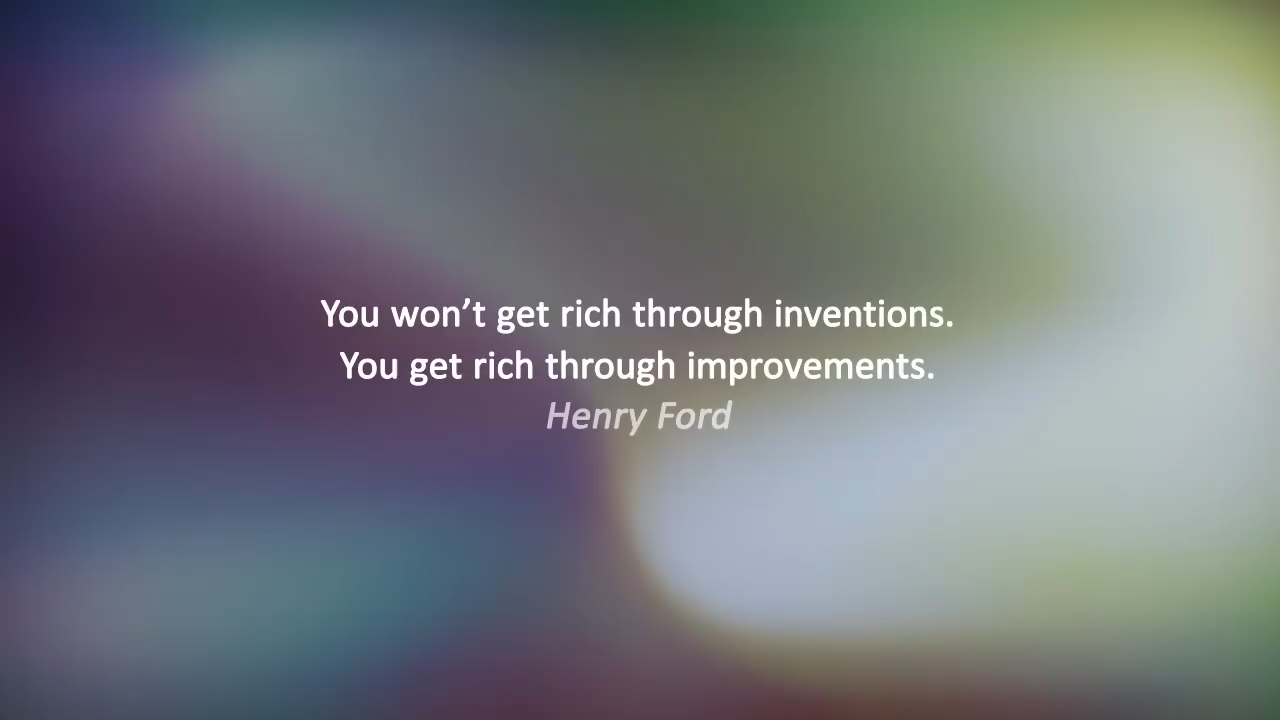 You won’t get rich through inventions.
You get rich through improvements.
Henry Ford